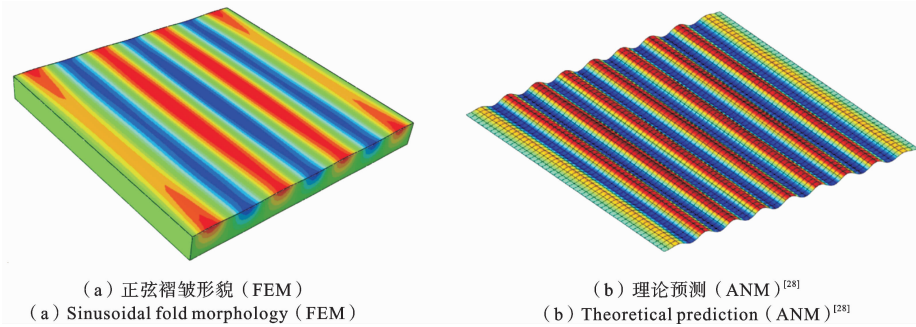 (a)正弦褶皱形貌(FEM)
(a) Sinusoidal fold morphology (FEM)
(b)理论预测(ANM)[28]
(b) Theoretical prediction (ANM)[28]